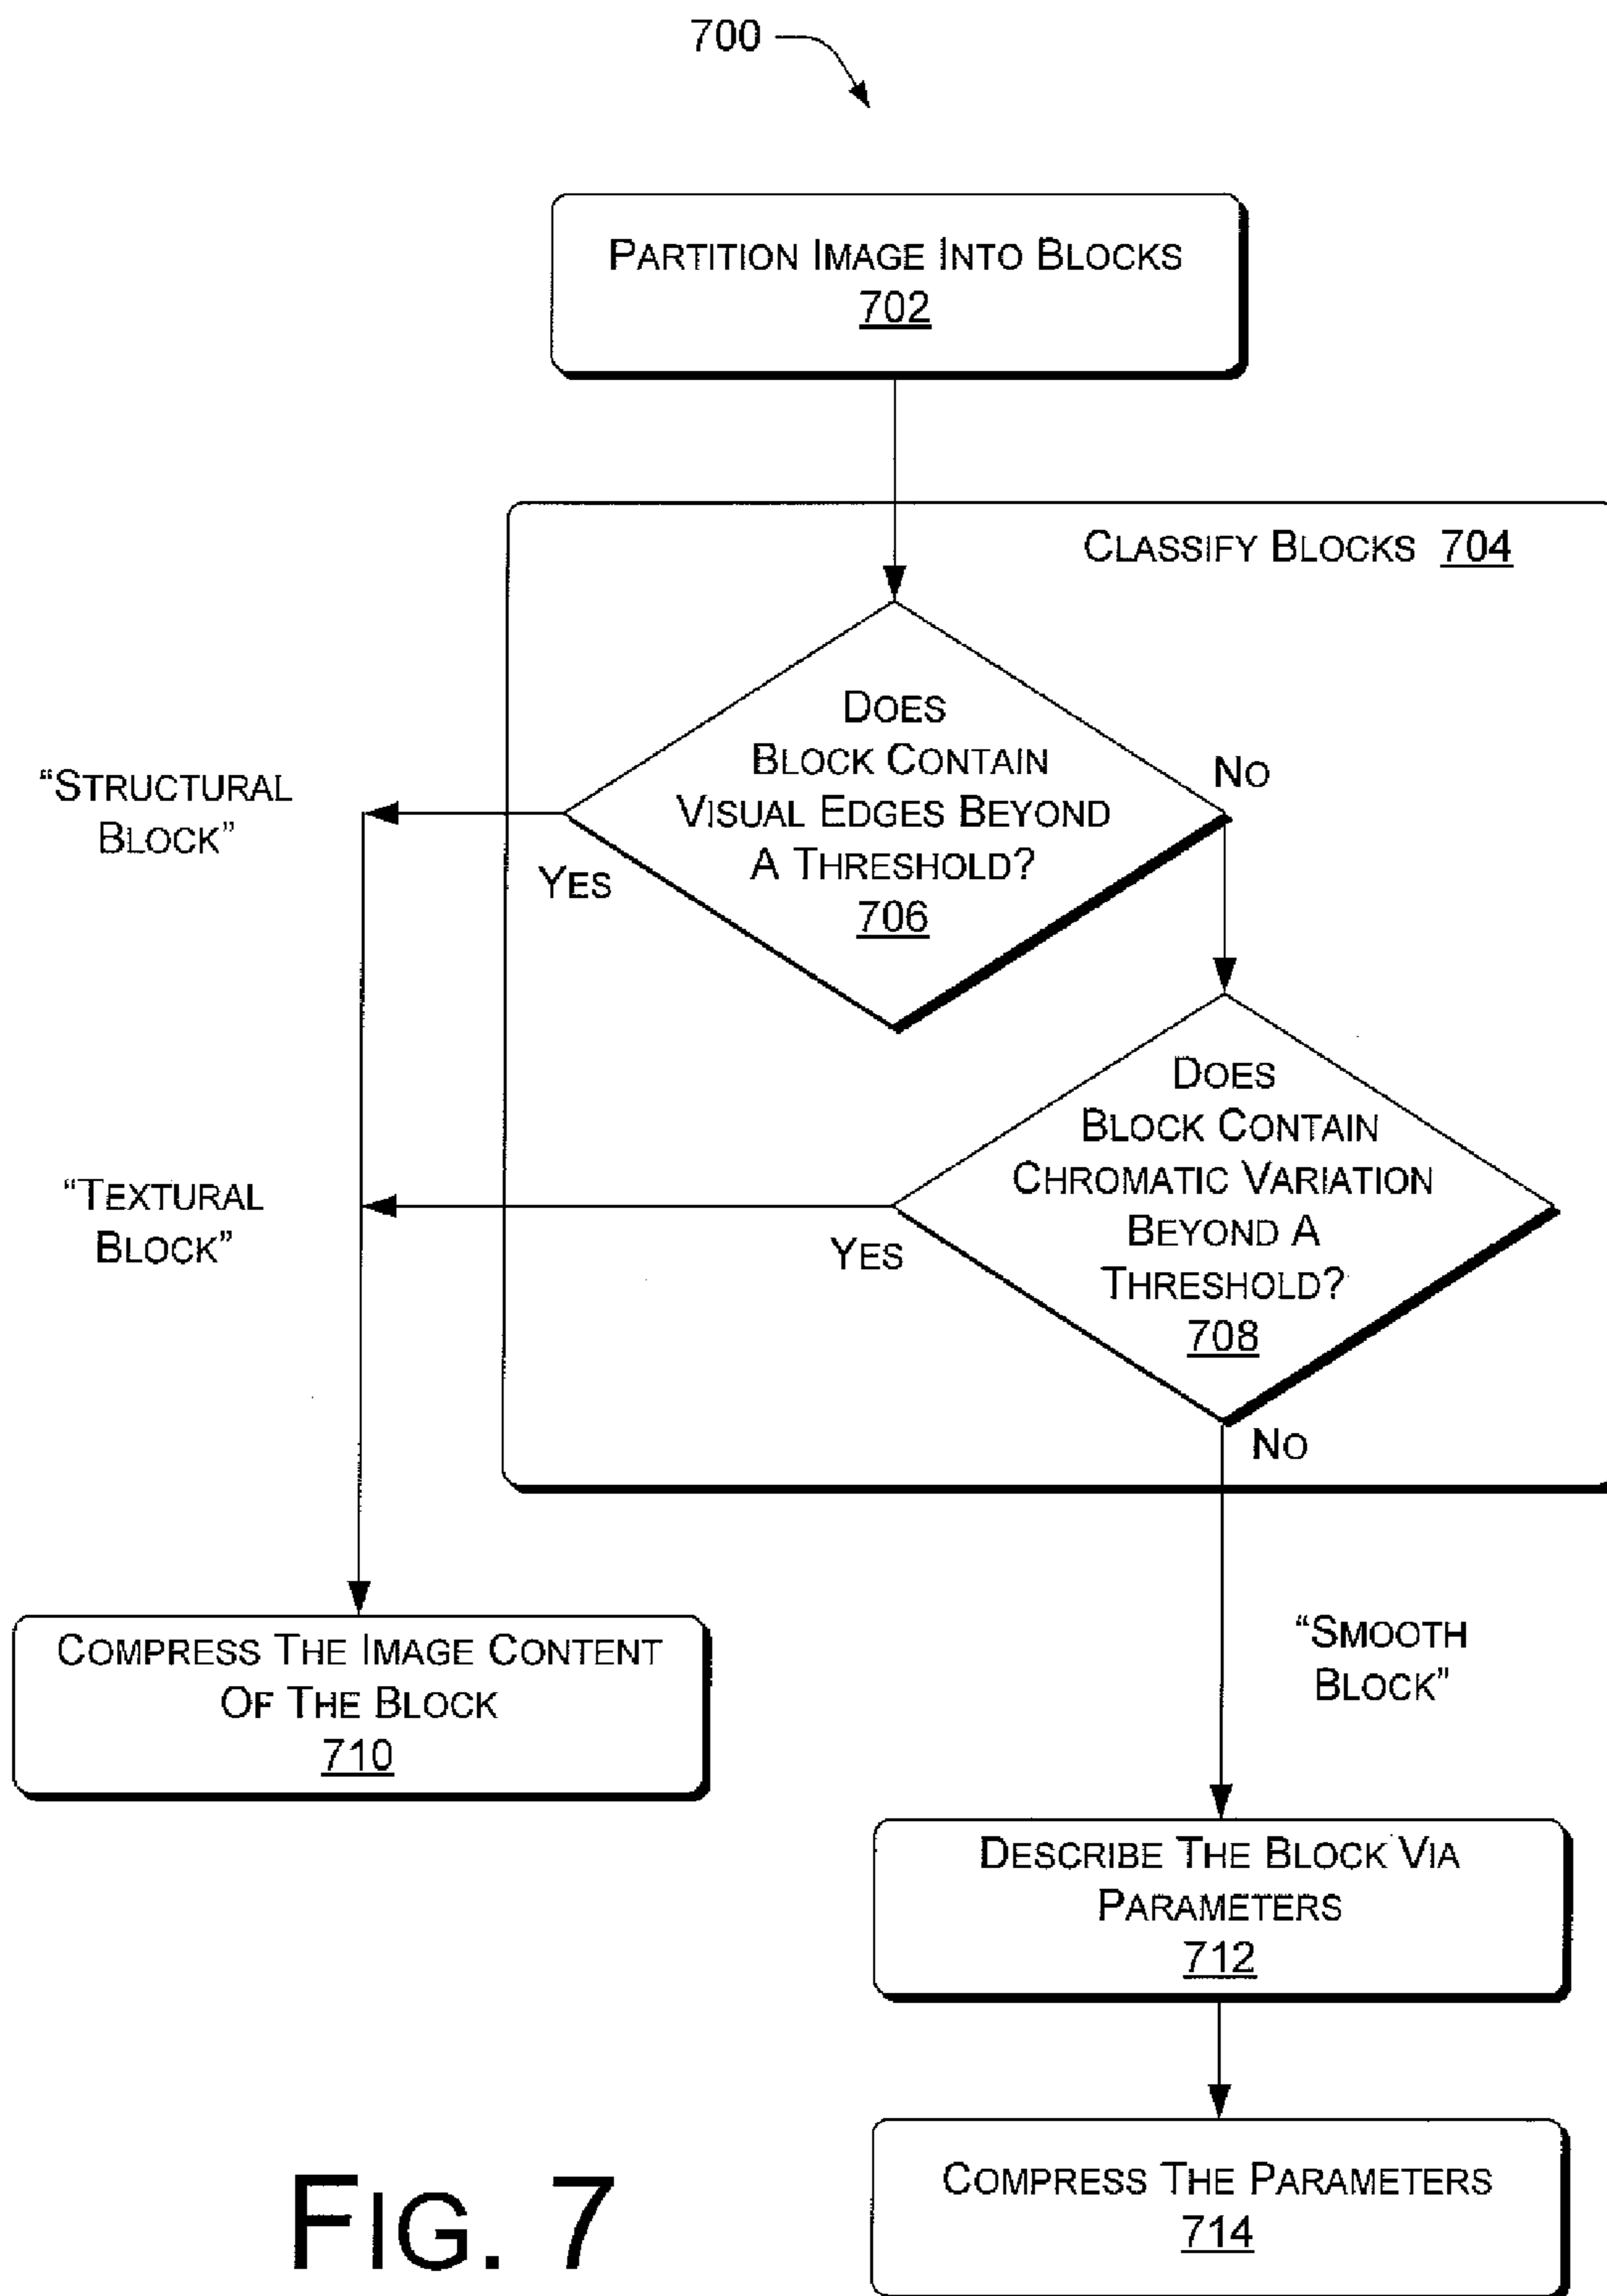 700
PARTITION IMAGE INTO BLOCKS
702
CLASSIFY BLOCKS 704
DOES
BLOCK CONTAIN
VISUAL EDGES BEYOND
A THRESHOLD?
706
NO
“STRUCTURAL
BLOCK”
YES
DOES
BLOCK CONTAIN
CHROMATIC VARIATION
BEYOND A
THRESHOLD?
708
“TEXTURAL
BLOCK”
YES
NO
COMPRESS THE IMAGE CONTENT
OF THE BLOCK
710
“SMOOTH
BLOCK”
DESCRIBE THE BLOCK VIA
PARAMETERS
712
COMPRESS THE PARAMETERS
714
FIG. 7